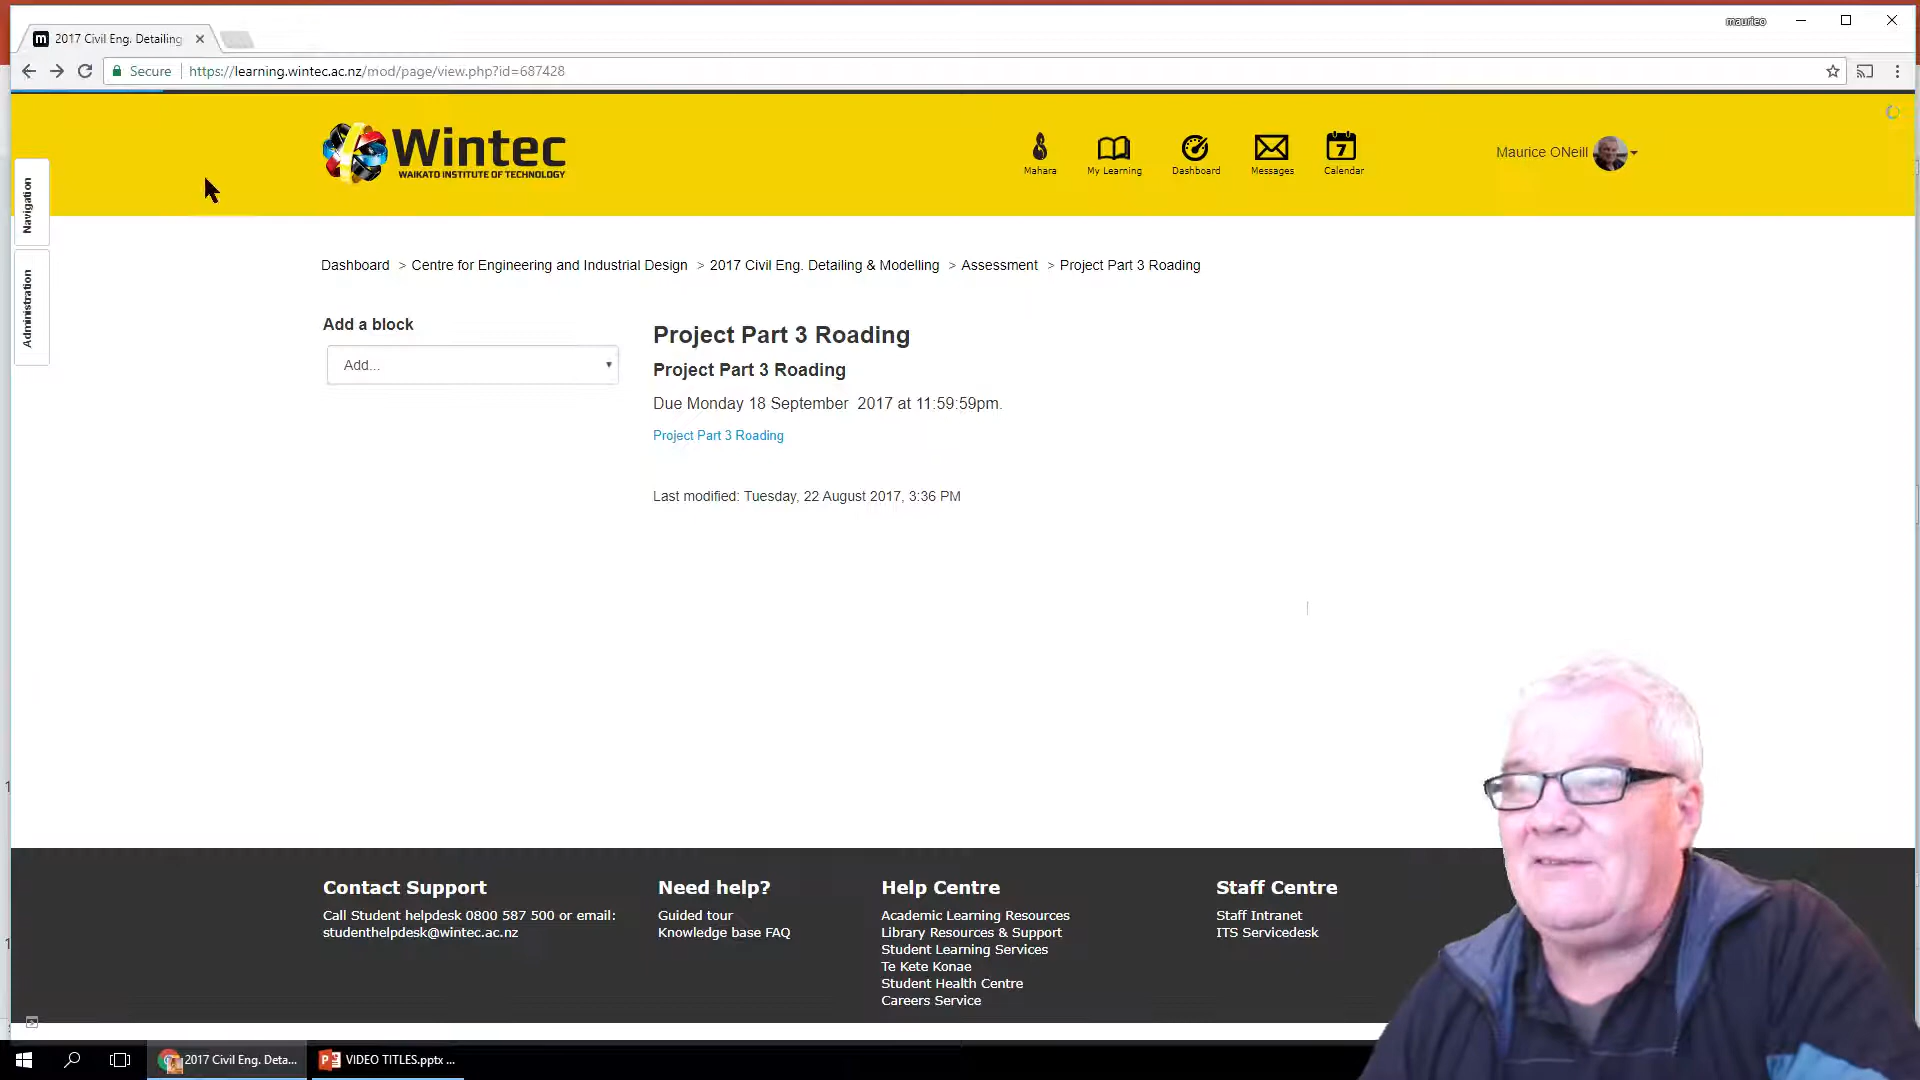 maurieo
2017 Civil Eng. Detailing
Secure
https://learning.wintec.ac.nz/mod/page/view.php?id=687428
Wintec
WAIKATO INSTITUTE OF TECHNOLOGY
Mahara
My Learning
Dashboard
Messages
7
Calendar
Maurice ONeill
Navigation
Administration
Dashboard > Centre for Engineering and Industrial Design > 2017 Civil Eng. Detailing & Modelling > Assessment > Project Part 3 Roading
Add a block
Add...
Project Part 3 Roading
Project Part 3 Roading
Due Monday 18 September 2017 at 11:59:59pm.
Project Part 3 Roading
Last modified: Tuesday, 22 August 2017, 3:36 PM
Contact Support
Call Student helpdesk 0800 587 500 or email:
studenthelpdesk@wintec.ac.nz
Need help?
Guided tour
Knowledge base FAQ
Help Centre
Academic Learning Resources
Library Resources & Support
Student Learning Services
Te Kete Konae
Student Health Centre
Careers Service
Staff Centre
Staff Intranet
ITS Servicedesk
2017 Civil Eng. Deta...
VIDEO TITLES.pptx ...